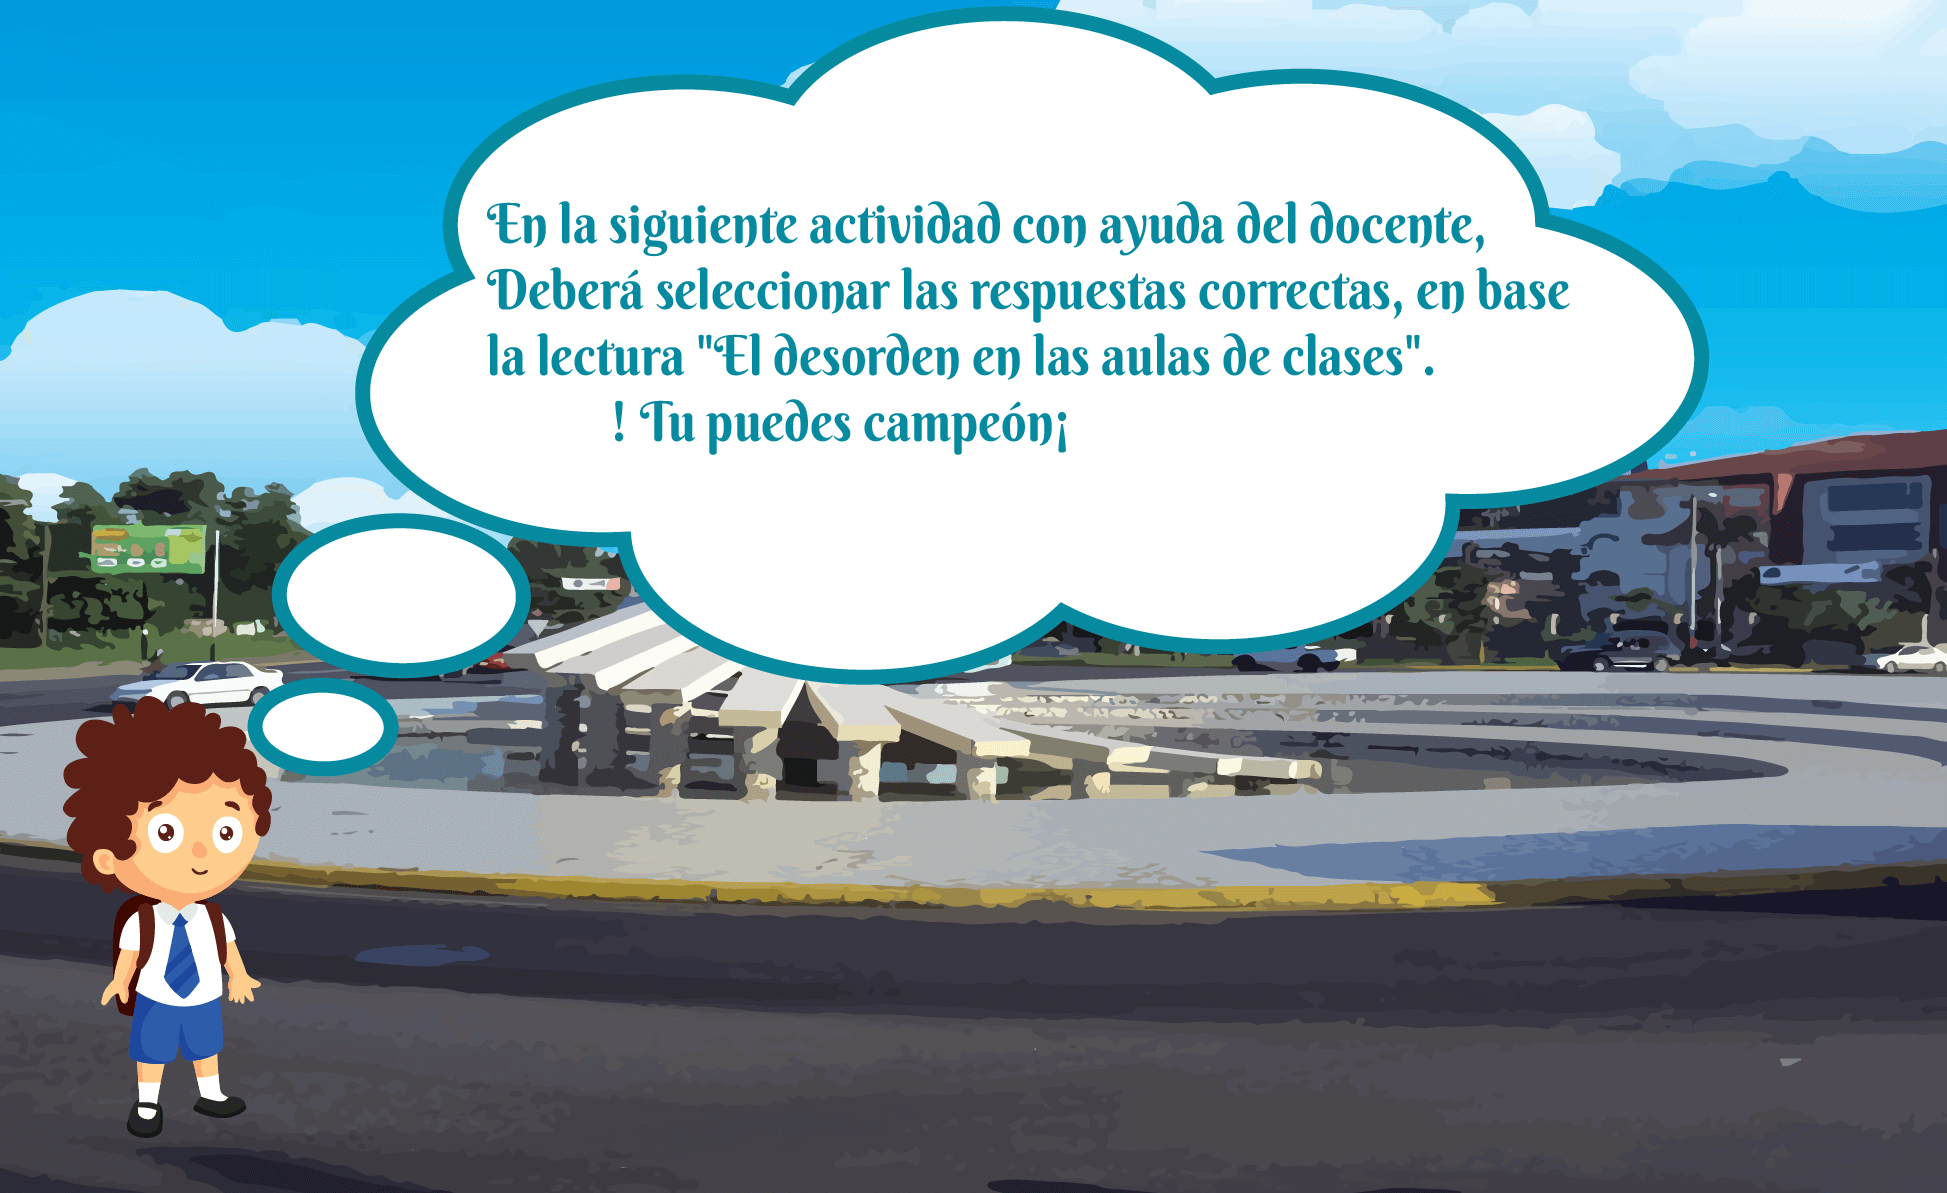 En la siguiente actividad con ayuda del docente,
Deberá seleccionar las respuestas correctas, en base
la lectura "El desorden en las aulas de clases".
! Tu puedes campeón¡